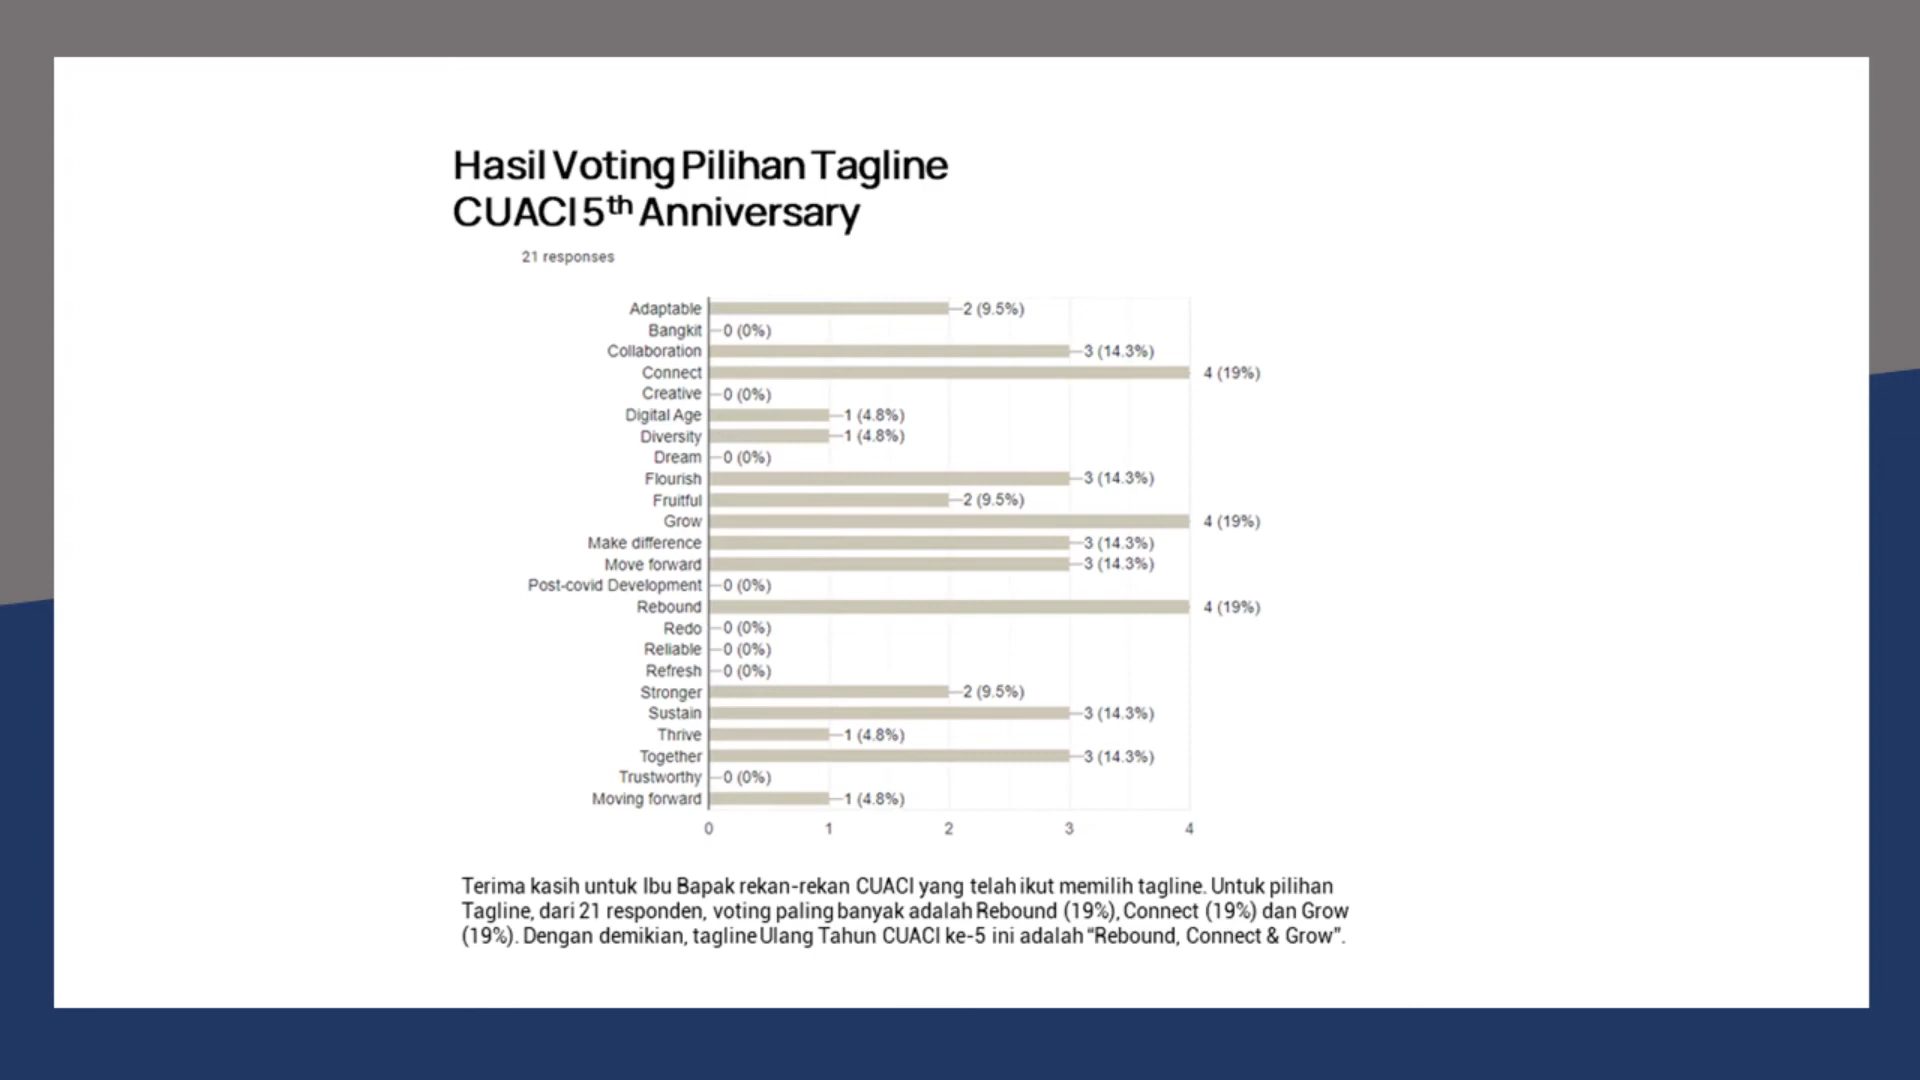 Hasil Voting Pilihan Tagline
CUACI 5th Anniversary
21 responses
Adaptable 2 (9.5%)
Bangkit 0 (0%)
Collaboration 3 (14.3%)
Connect 4 (19%)
Creative 0 (0%)
Digital Age 1 (4.8%)
Diversity 1 (4.8%)
Dream 0 (0%)
Flourish 3 (14.3%)
Fruitful 2 (9.5%)
Grow 4 (19%)
Make difference 3 (14.3%)
Move forward 3 (14.3%)
Post-covid Development 0 (0%)
Rebound 4 (19%)
Redo 0 (0%)
Reliable 0 (0%)
Refresh 0 (0%)
Stronger 2 (9.5%)
Sustain 3 (14.3%)
Thrive 1 (4.8%)
Together 3 (14.3%)
Trustworthy 0 (0%)
Moving forward 1 (4.8%)
0 1 2 3 4
Terima kasih untuk Ibu Bapak rekan-rekan CUACI yang telah ikut memilih tagline. Untuk pilihan
Tagline, dari 21 responden, voting paling banyak adalah Rebound (19%), Connect (19%) dan Grow
(19%). Dengan demikian, tagline Ulang Tahun CUACI ke-5 ini adalah “Rebound, Connect & Grow”.